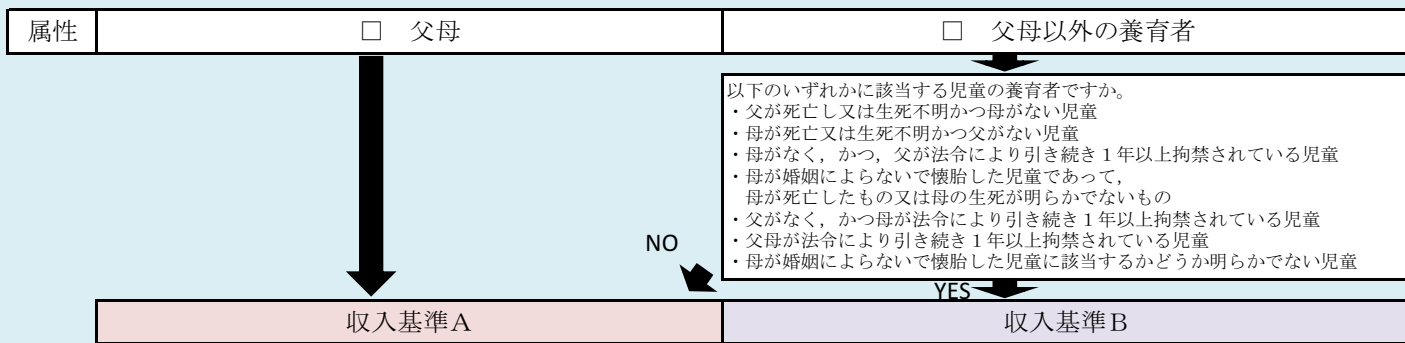 属性
□　父母
□　父母以外の養育者
以下のいずれかに該当する児童の養育者ですか。
・父が死亡し又は生死不明かつ母がない児童
・母が死亡又は生死不明かつ父がない児童
・母がなく，かつ，父が法令により引き続き１年以上拘禁されている児童
・母が婚姻によらないで懐胎した児童であって，
母が死亡したもの又は母の生死が明らかでないもの
・父がなく，かつ母が法令により引き続き１年以上拘禁されている児童
・父母が法令により引き続き１年以上拘禁されている児童
・母が婚姻によらないで懐胎した児童に該当するかどうか明らかでない児童
NO
YES
収入基準Ａ
収入基準Ｂ